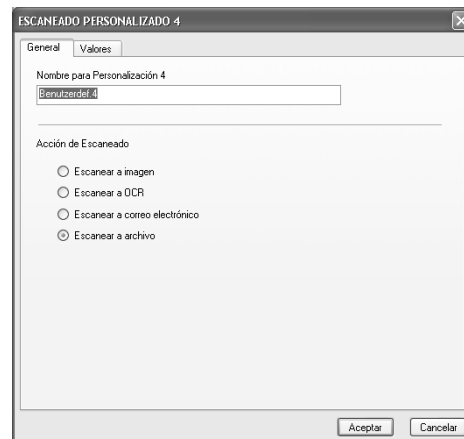 ESCANEADO PERSONALIZADO 4
General Valores
Nombre para Personalización 4
Benutzerdef.4
Acción de Escaneado
Escanear a imagen
Escanear a OCR
Escanear a correo electrónico
Escanear a archivo
Aceptar Cancelar